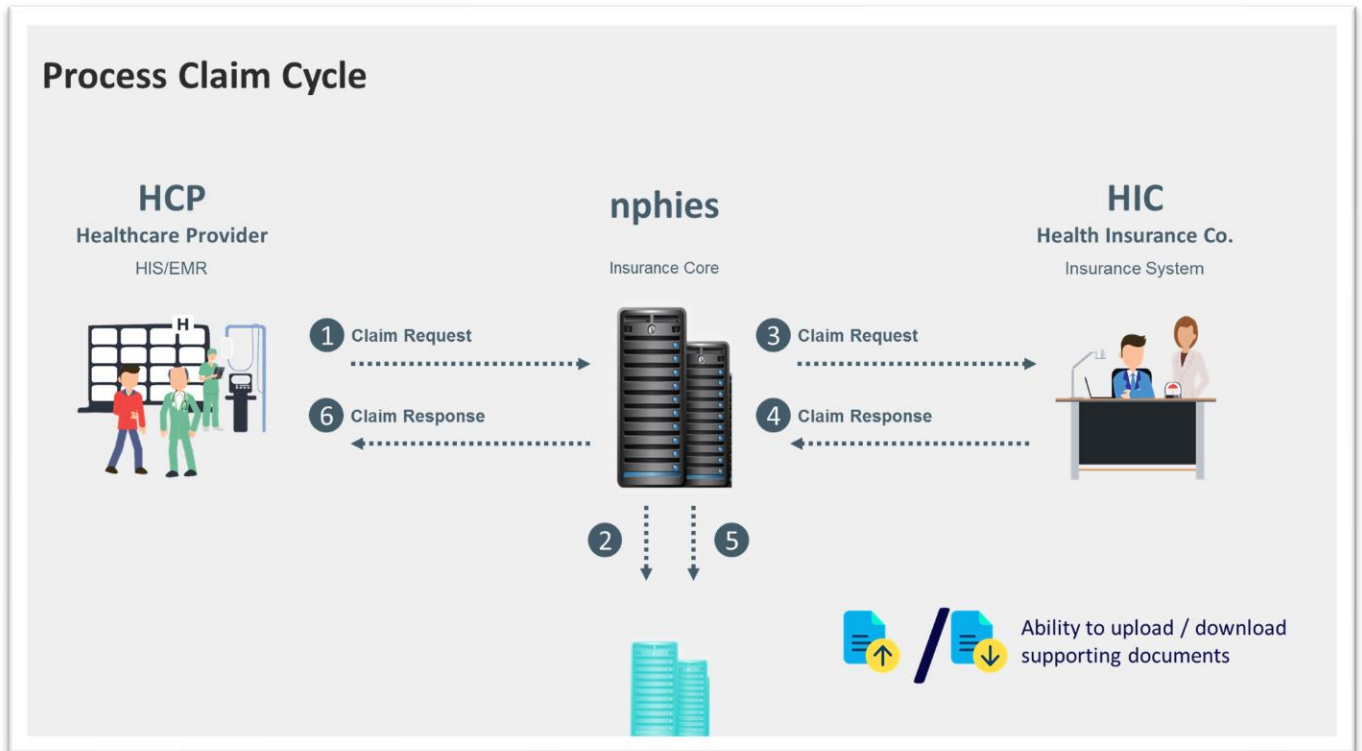 Process Claim Cycle
HCP
Healthcare Provider
HIS/EMR
nphies
Insurance Core
HIC
Health Insurance Co.
Insurance System
H
1 Claim Request
3 Claim Request
6 Claim Response
4 Claim Response
2
5
Ability to upload / download
supporting documents